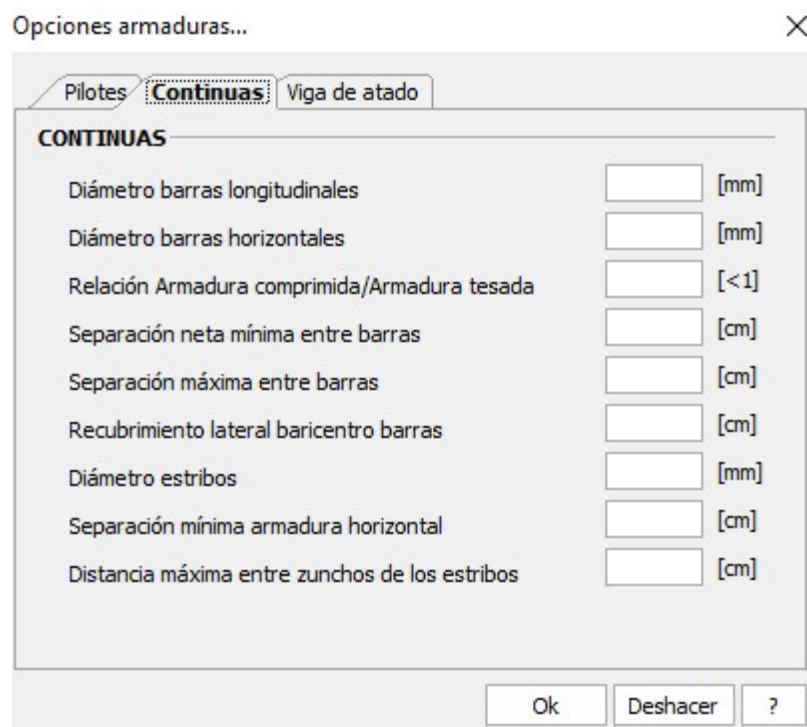 Opciones armaduras...
Pilotes Continuas Viga de atado
CONTINUAS
Diámetro barras longitudinales [mm]
Diámetro barras horizontales [mm]
Relación Armadura comprimida/Armadura tesada [<1]
Separación neta mínima entre barras [cm]
Separación máxima entre barras [cm]
Recubrimiento lateral baricentro barras [cm]
Diámetro estribos [mm]
Separación mínima armadura horizontal [cm]
Distancia máxima entre zunchos de los estribos [cm]
Ok Deshacer ?